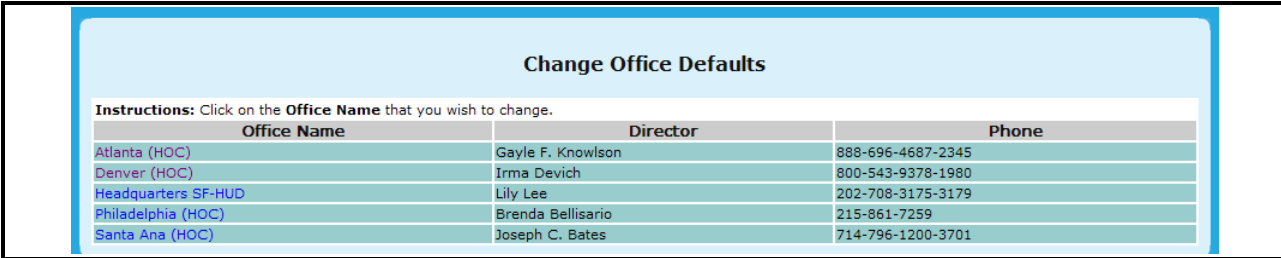 Change Office Defaults
Instructions: Click on the Office Name that you wish to change.
Office Name Director Phone
Atlanta (HOC) Gayle F. Knowlson 888-696-4687-2345
Denver (HOC) Irma Devich 800-543-9378-1980
Headquarters SF-HUD Lily Lee 202-708-3175-3179
Philadelphia (HOC) Brenda Bellisario 215-861-7259
Santa Ana (HOC) Joseph C. Bates 714-796-1200-3701